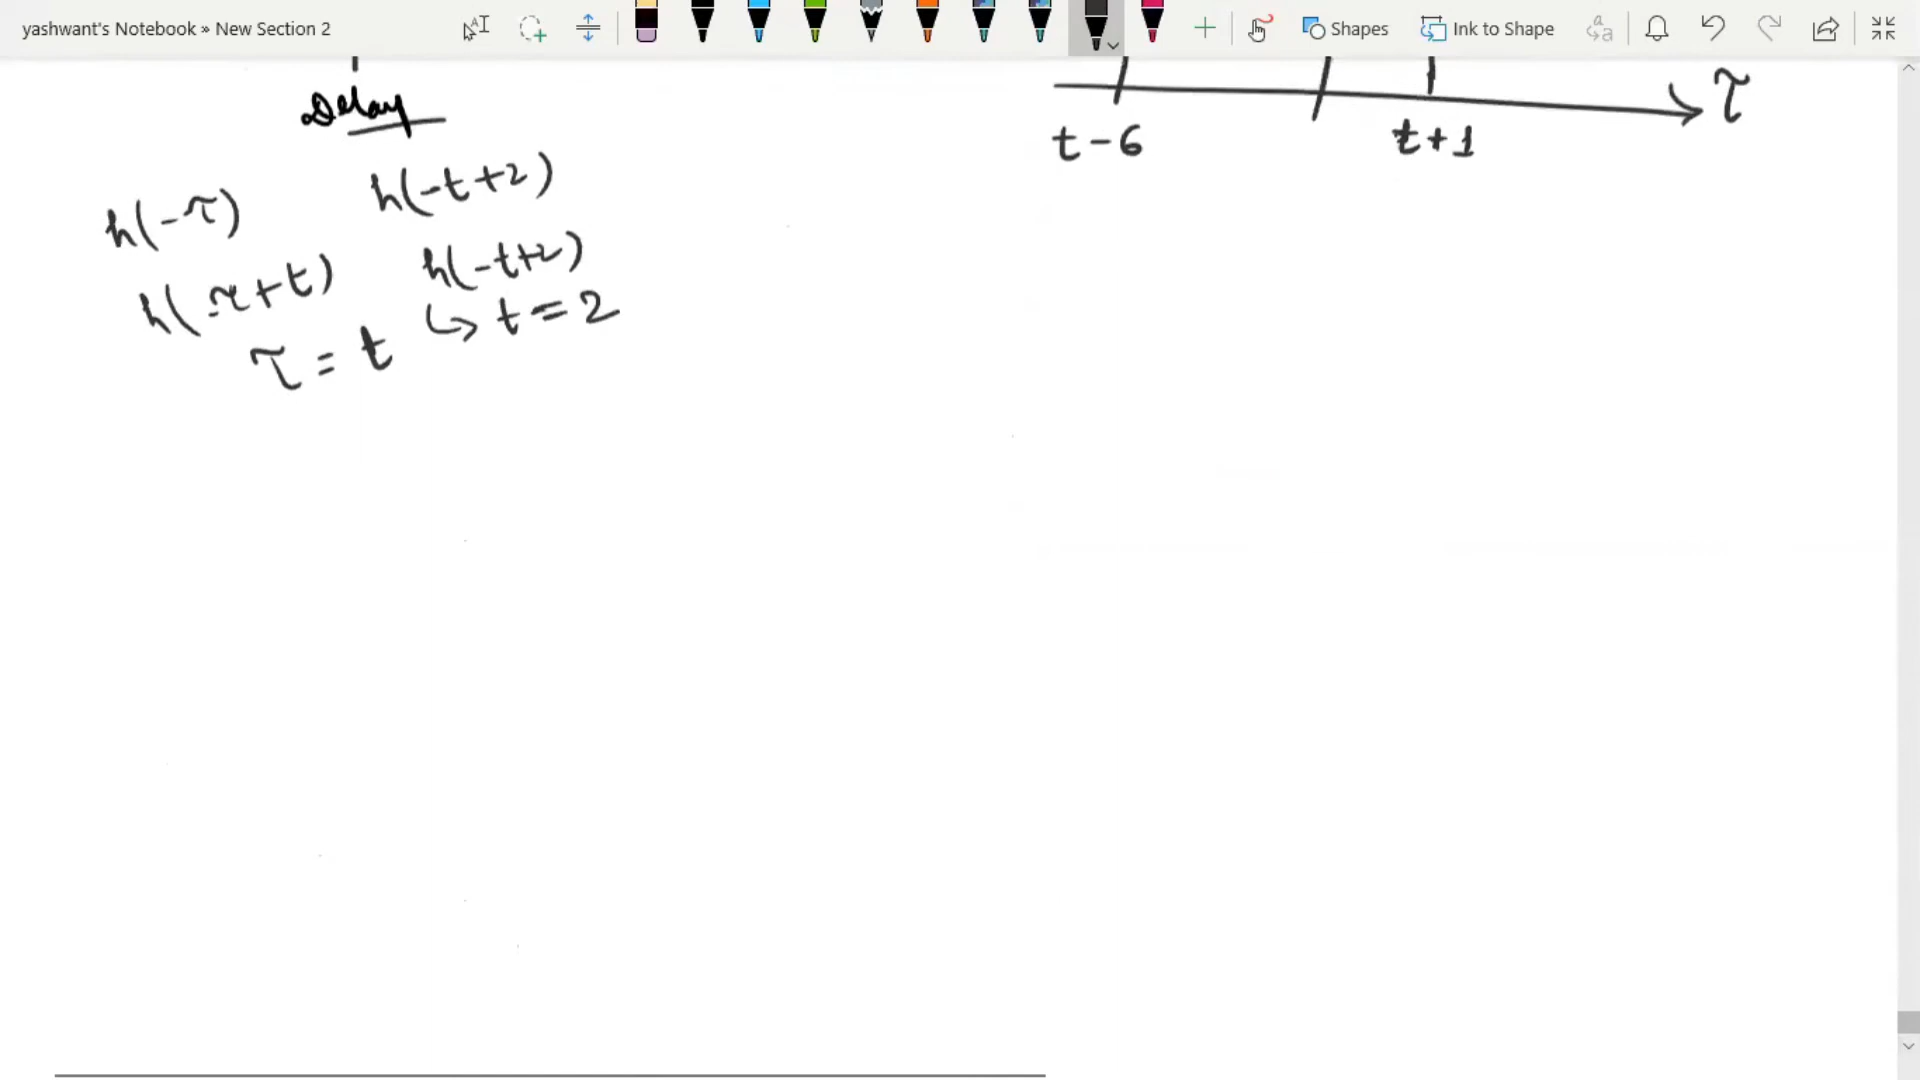 yashwant's Notebook » New Section 2
Shapes
Ink to Shape
Delay
τ
t-6
t+1
h(-τ)
h(-t+2)
h(-τ+t)
h(-t+2)
τ = t
↳ t = 2